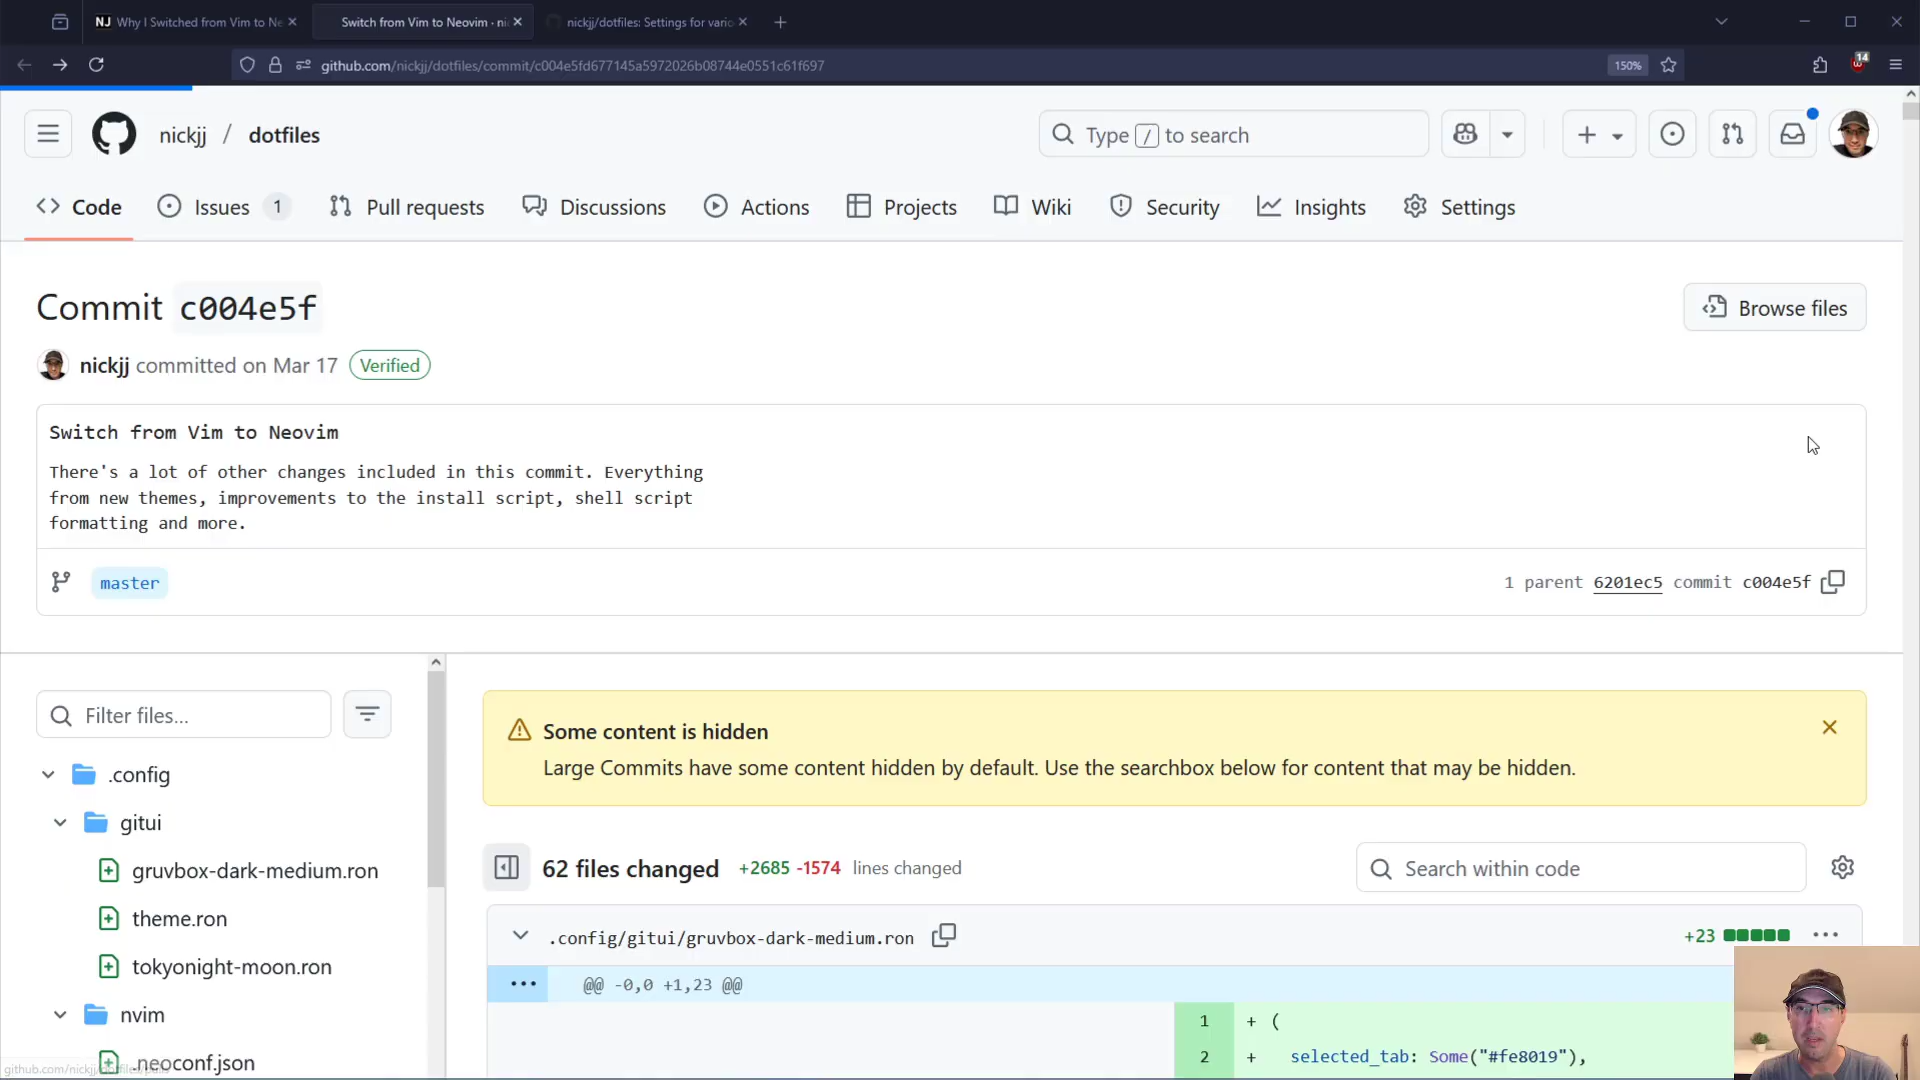 NJ Why I Switched from Vim to Ne
Switch from Vim to Neovim · ni
nickjj/dotfiles: Settings for vario
github.com/nickjj/dotfiles/commit/c004e5fd677145a5972026b08744e0551c61f697
150%
14
nickjj / dotfiles
Type / to search
Code
Issues 1
Pull requests
Discussions
Actions
Projects
Wiki
Security
Insights
Settings
Commit c004e5f
Browse files
nickjj committed on Mar 17 Verified
Switch from Vim to Neovim
There's a lot of other changes included in this commit. Everything
from new themes, improvements to the install script, shell script
formatting and more.
master
1 parent 6201ec5 commit c004e5f
Filter files...
.config
gitui
gruvbox-dark-medium.ron
theme.ron
tokyonight-moon.ron
nvim
.neoconf.json
github.com/nickjj/dotfiles/pulls
Some content is hidden
Large Commits have some content hidden by default. Use the searchbox below for content that may be hidden.
62 files changed +2685 -1574 lines changed
Search within code
.config/gitui/gruvbox-dark-medium.ron
+23
@@ -0,0 +1,23 @@
1 + (
2 + selected_tab: Some("#fe8019"),